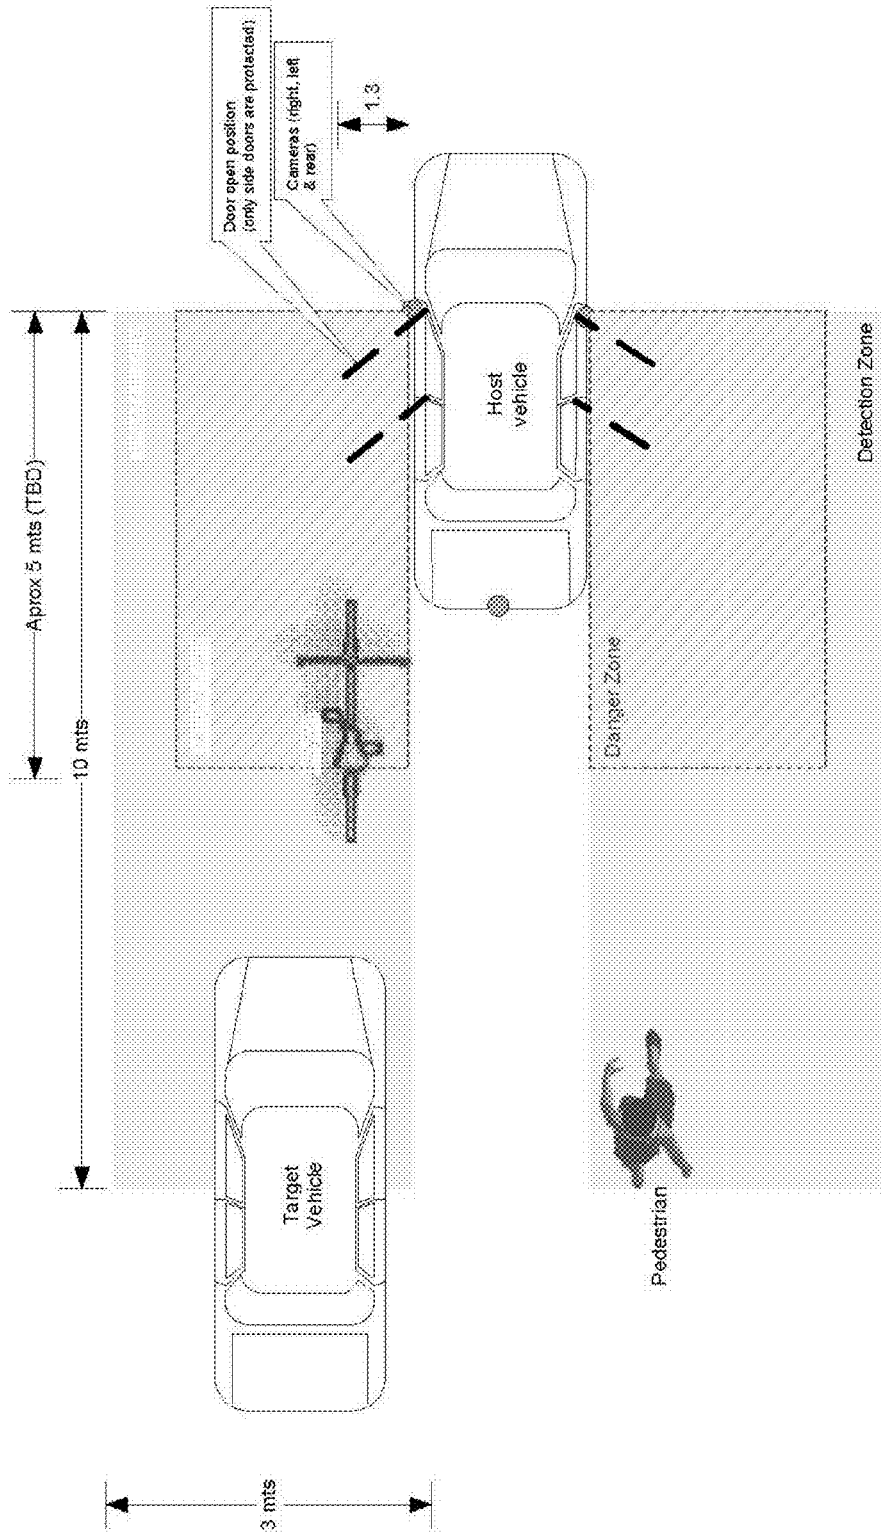 Door open position
(only side doors are protected)
Cameras (right, left
& rear)
1.3
Aprox 5 mts (TBD)
10 mts
Host
vehicle
Danger Zone
Detection Zone
Target
Vehicle
Pedestrian
3 mts